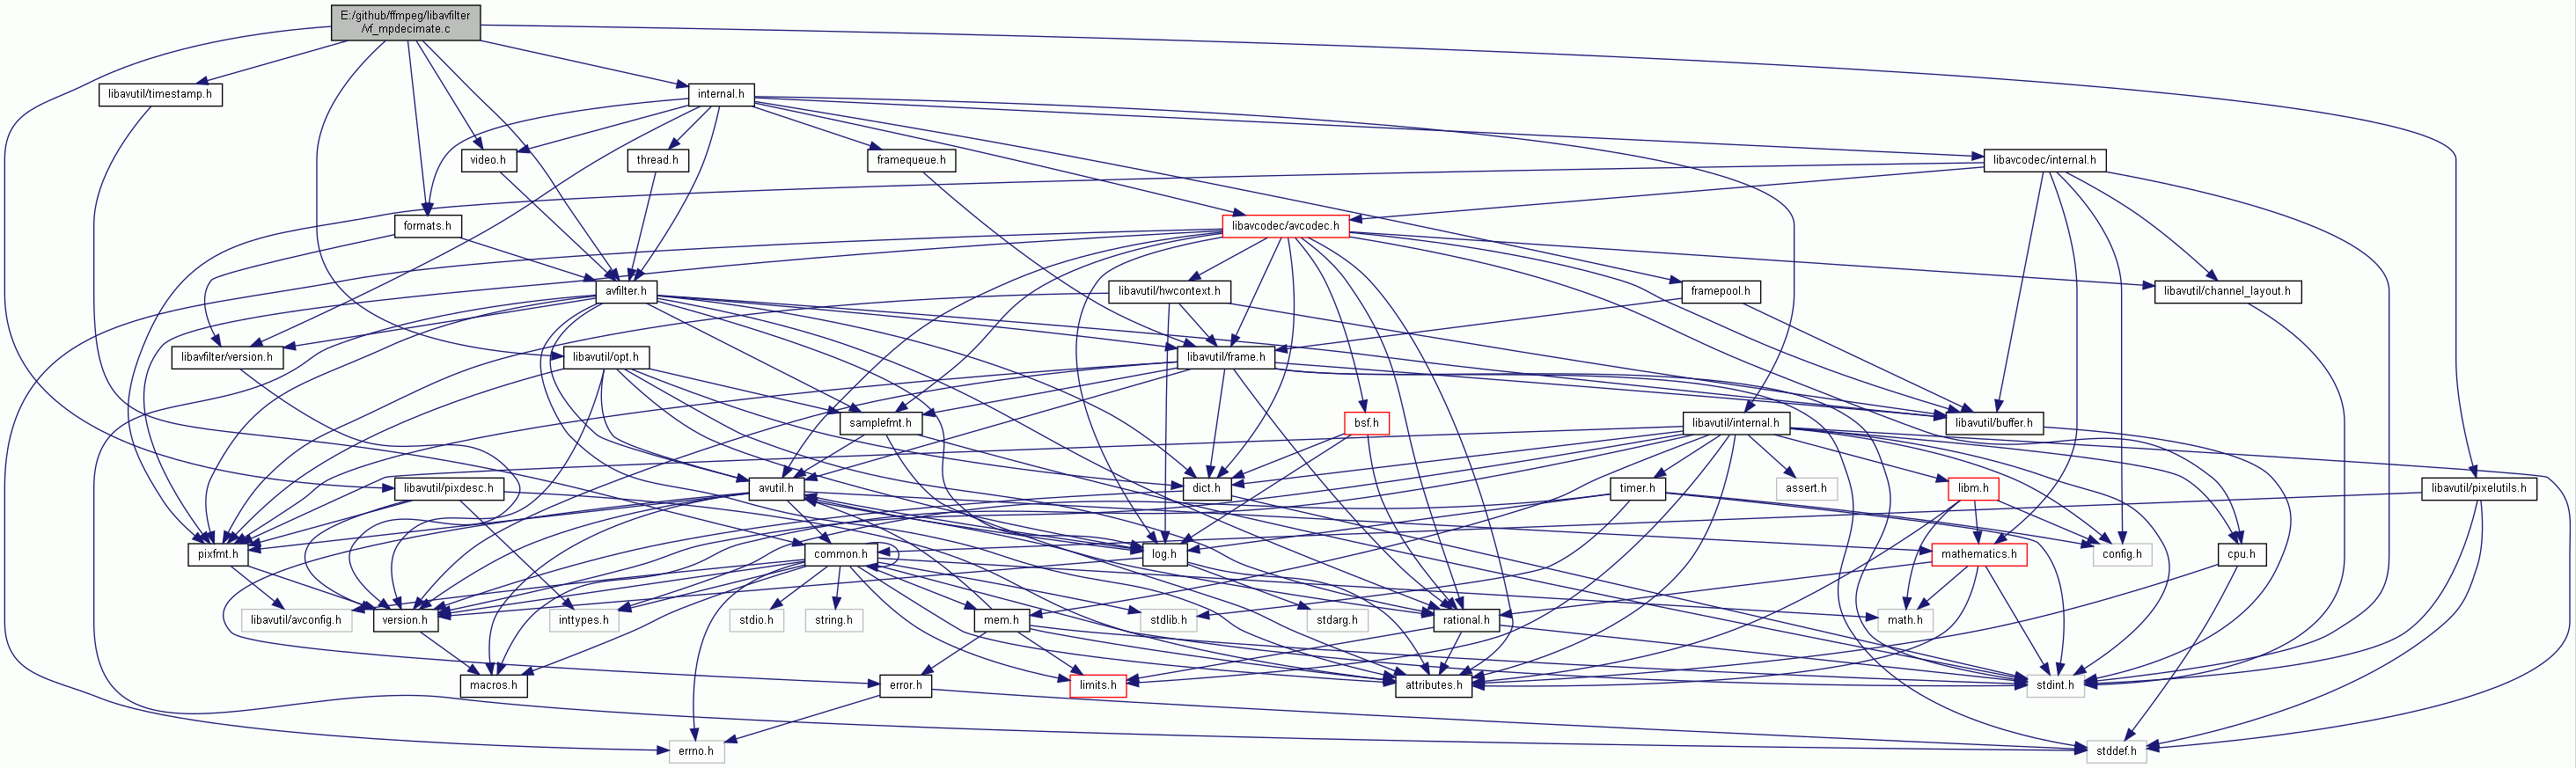 E:/github/ffmpeg/libavfilter
/vf_mpdecimate.c
libavutil/timestamp.h
internal.h
video.h
thread.h
framequeue.h
libavcodec/internal.h
formats.h
libavcodec/avcodec.h
avfilter.h
libavutil/hwcontext.h
framepool.h
libavutil/channel_layout.h
libavfilter/version.h
libavutil/opt.h
libavutil/frame.h
samplefmt.h
bsf.h
libavutil/internal.h
libavutil/buffer.h
libavutil/pixdesc.h
avutil.h
dict.h
timer.h
assert.h
libm.h
libavutil/pixelutils.h
pixfmt.h
common.h
log.h
mathematics.h
config.h
cpu.h
libavutil/avconfig.h
version.h
inttypes.h
stdio.h
string.h
mem.h
stdlib.h
stdarg.h
rational.h
math.h
macros.h
error.h
limits.h
attributes.h
stdint.h
errno.h
stddef.h